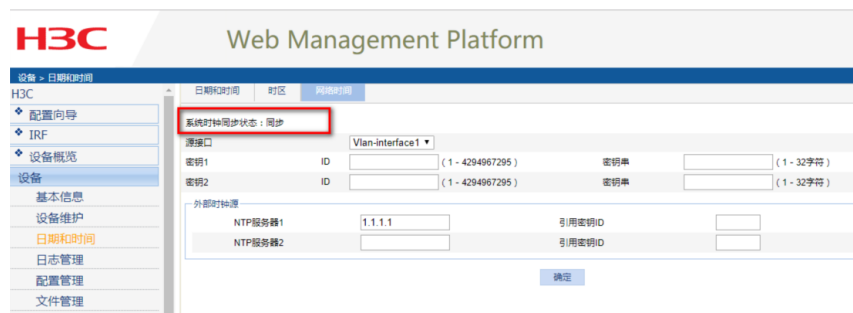 H3C
Web Management Platform
设备 > 日期和时间
H3C
配置向导
IRF
设备概览
设备
基本信息
设备维护
日期和时间
日志管理
配置管理
文件管理
日期和时间 时区 网络时间
系统时钟同步状态：同步
源接口 Vlan-interface1
密钥1 ID (1 - 4294967295) 密钥串 (1 - 32字符)
密钥2 ID (1 - 4294967295) 密钥串 (1 - 32字符)
外部时钟源
NTP服务器1 1.1.1.1 引用密钥ID
NTP服务器2 引用密钥ID
确定